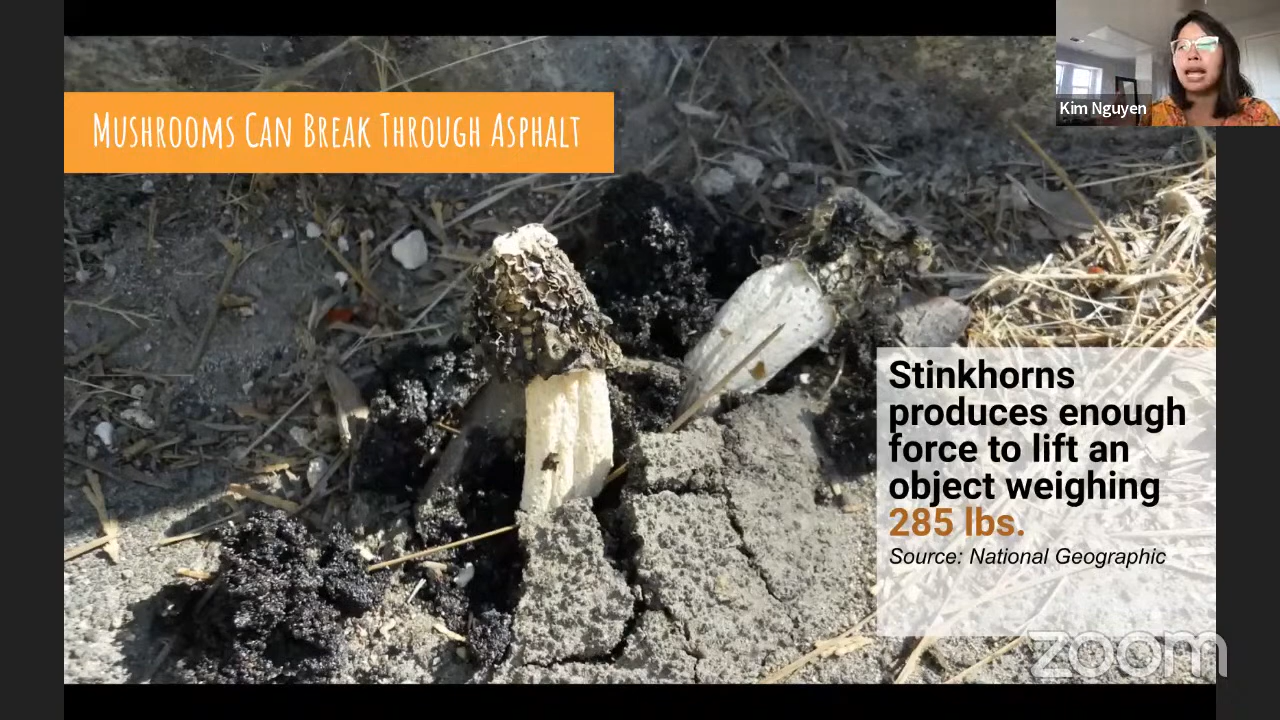 Mushrooms Can Break Through Asphalt
Kim Nguyen
Stinkhorns
produces enough
force to lift an
object weighing
285 lbs.
Source: National Geographic
zoom